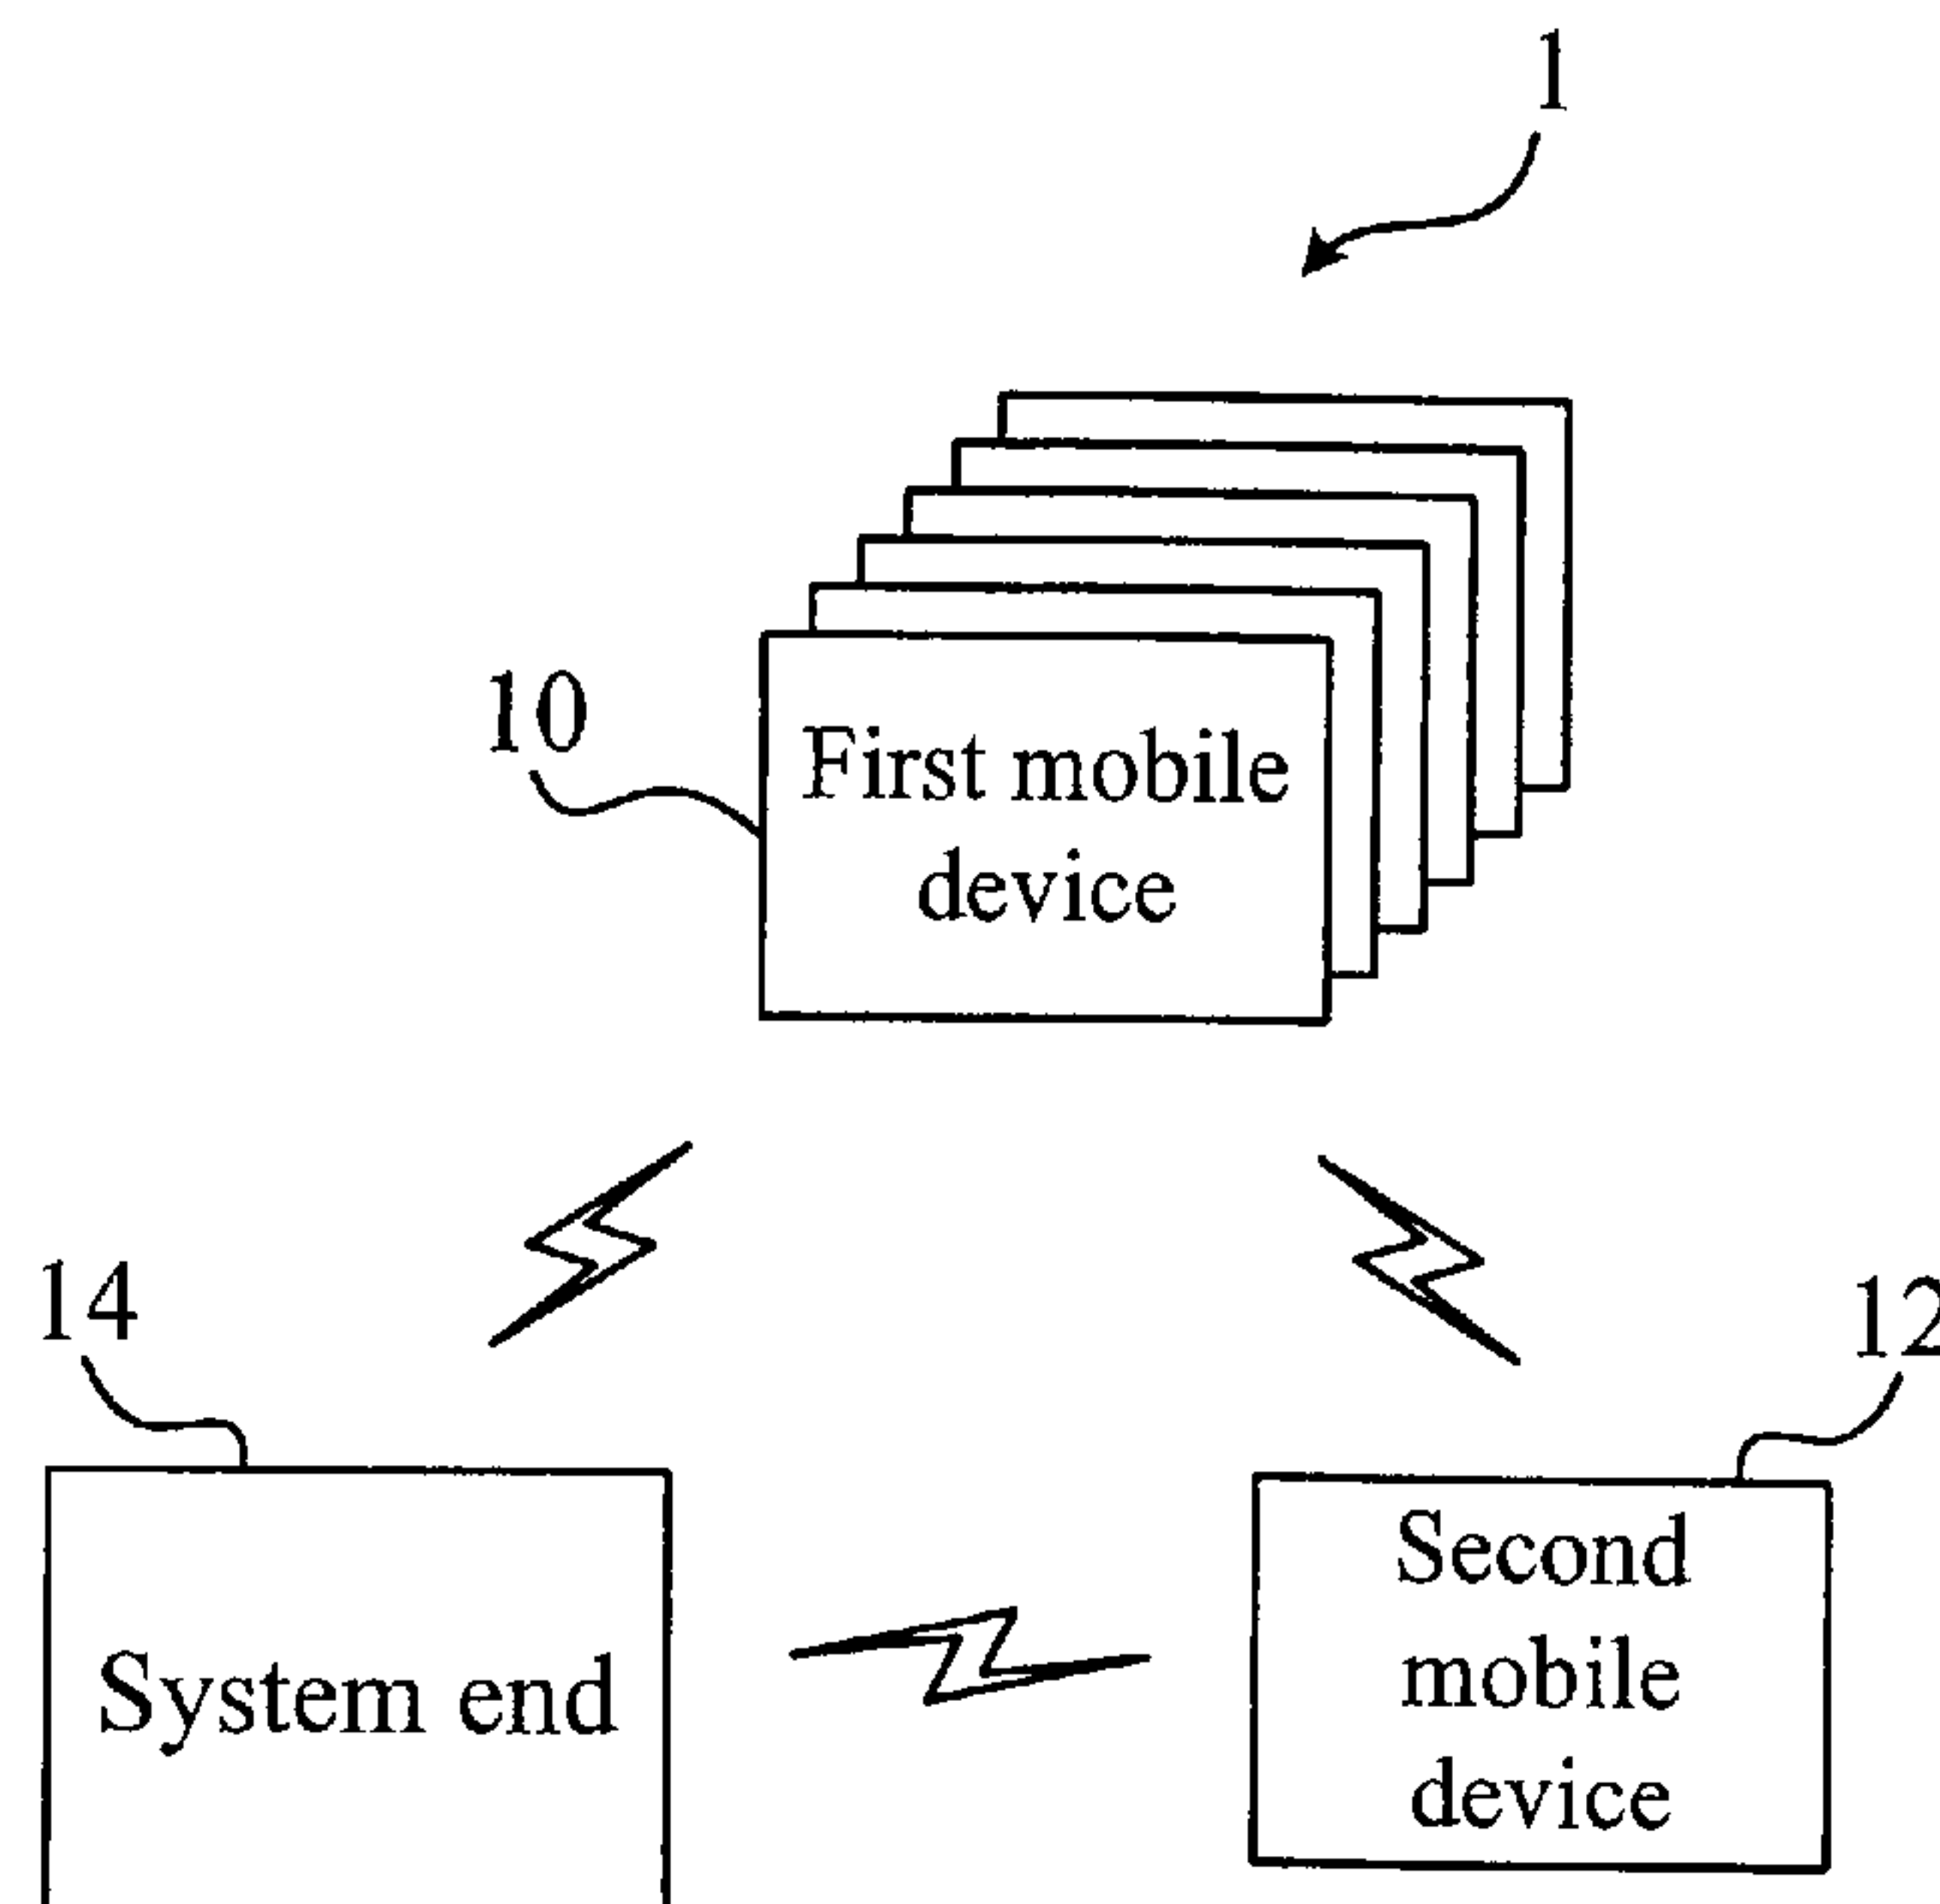 1
10
First mobile
device
14
12
System end
Second
mobile
device